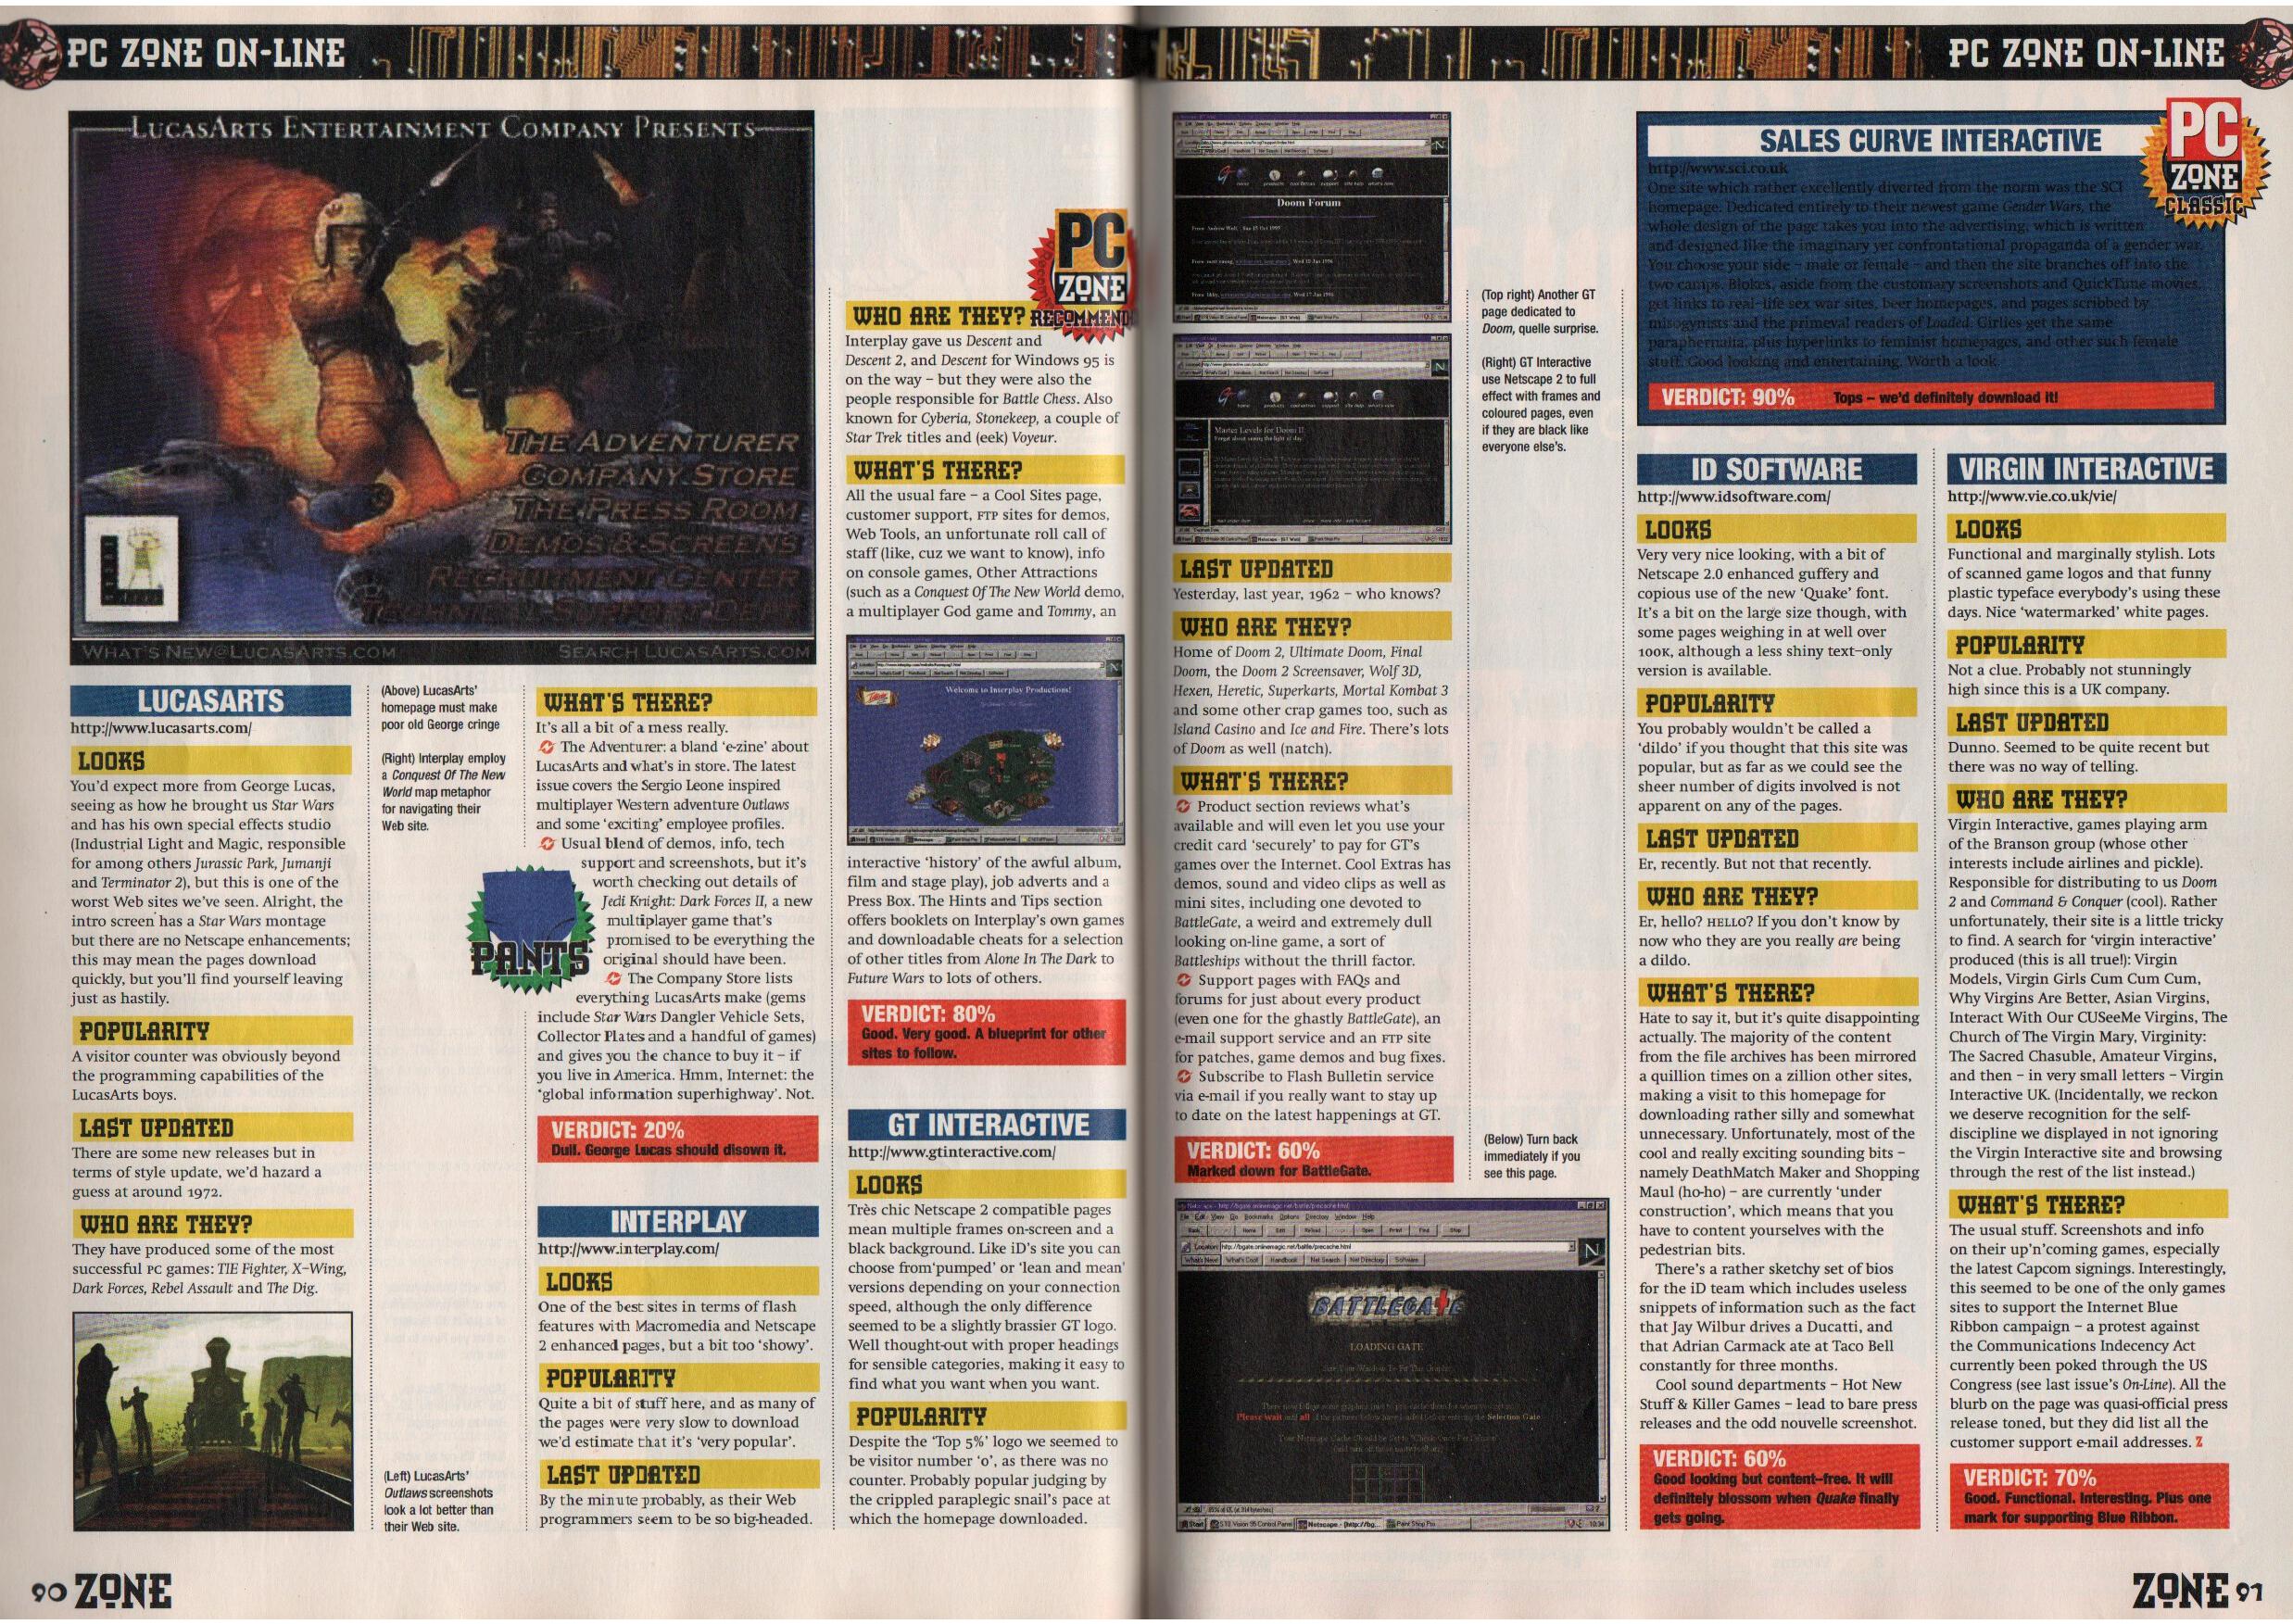 PC ZONE ON-LINE
LUCASARTS ENTERTAINMENT COMPANY PRESENTS
THE ADVENTURER
COMPANY STORE
THE PRESS ROOM
DEMOS & SCREENS
RECRUITMENT CENTER
TECHNICAL SUPPORT DEPT
WHAT'S NEW@LUCASARTS.COM
SEARCH LUCASARTS.COM
LUCASARTS
http://www.lucasarts.com/
LOOKS
You'd expect more from George Lucas,
seeing as how he brought us Star Wars
and has his own special effects studio
(Industrial Light and Magic, responsible
for among others Jurassic Park, Jumanji
and Terminator 2), but this is one of the
worst Web sites we've seen. Alright, the
intro screen has a Star Wars montage
but there are no Netscape enhancements;
this may mean the pages download
quickly, but you'll find yourself leaving
just as hastily.
POPULARITY
A visitor counter was obviously beyond
the programming capabilities of the
LucasArts boys.
LAST UPDATED
There are some new releases but in
terms of style update, we'd hazard a
guess at around 1972.
WHO ARE THEY?
They have produced some of the most
successful PC games: TIE Fighter, X-Wing,
Dark Forces, Rebel Assault and The Dig.
(Above) LucasArts'
homepage must make
poor old George cringe
(Right) Interplay employ
a Conquest Of The New
World map metaphor
for navigating their
Web site.
(Left) LucasArts'
Outlaws screenshots
look a lot better than
their Web site.
WHAT'S THERE?
It's all a bit of a mess really.
The Adventurer: a bland 'e-zine' about
LucasArts and what's in store. The latest
issue covers the Sergio Leone inspired
multiplayer Western adventure Outlaws
and some 'exciting' employee profiles.
Usual blend of demos, info, tech
support and screenshots, but it's
worth checking out details of
Jedi Knight: Dark Forces II, a new
multiplayer game that's
promised to be everything the
original should have been.
The Company Store lists
everything LucasArts make (gems
include Star Wars Dangler Vehicle Sets,
Collector Plates and a handful of games)
and gives you the chance to buy it – if
you live in America. Hmm, Internet: the
'global information superhighway'. Not.
PANTS
VERDICT: 20%
Dull. George Lucas should disown it.
INTERPLAY
http://www.interplay.com/
LOOKS
One of the best sites in terms of flash
features with Macromedia and Netscape
2 enhanced pages, but a bit too 'showy'.
POPULARITY
Quite a bit of stuff here, and as many of
the pages were very slow to download
we'd estimate that it's 'very popular'.
LAST UPDATED
By the minute probably, as their Web
programmers seem to be so big-headed.
PC ZONE RECOMMEND
WHO ARE THEY?
Interplay gave us Descent and
Descent 2, and Descent for Windows 95 is
on the way – but they were also the
people responsible for Battle Chess. Also
known for Cyberia, Stonekeep, a couple of
Star Trek titles and (eek) Voyeur.
WHAT'S THERE?
All the usual fare – a Cool Sites page,
customer support, FTP sites for demos,
Web Tools, an unfortunate roll call of
staff (like, cuz we want to know), info
on console games, Other Attractions
(such as a Conquest Of The New World demo,
a multiplayer God game and Tommy, an
Welcome to Interplay Productions!
interactive 'history' of the awful album,
film and stage play), job adverts and a
Press Box. The Hints and Tips section
offers booklets on Interplay's own games
and downloadable cheats for a selection
of other titles from Alone In The Dark to
Future Wars to lots of others.
VERDICT: 80%
Good. Very good. A blueprint for other
sites to follow.
GT INTERACTIVE
http://www.gtinteractive.com/
LOOKS
Très chic Netscape 2 compatible pages
mean multiple frames on-screen and a
black background. Like iD's site you can
choose from'pumped' or 'lean and mean'
versions depending on your connection
speed, although the only difference
seemed to be a slightly brassier GT logo.
Well thought-out with proper headings
for sensible categories, making it easy to
find what you want when you want.
POPULARITY
Despite the 'Top 5%' logo we seemed to
be visitor number '0', as there was no
counter. Probably popular judging by
the crippled paraplegic snail's pace at
which the homepage downloaded.
90 ZONE
PC ZONE ON-LINE
Doom Forum
Master Levels for Doom II
(Top right) Another GT
page dedicated to
Doom, quelle surprise.
(Right) GT Interactive
use Netscape 2 to full
effect with frames and
coloured pages, even
if they are black like
everyone else's.
LAST UPDATED
Yesterday, last year, 1962 – who knows?
WHO ARE THEY?
Home of Doom 2, Ultimate Doom, Final
Doom, the Doom 2 Screensaver, Wolf 3D,
Hexen, Heretic, Superkarts, Mortal Kombat 3
and some other crap games too, such as
Island Casino and Ice and Fire. There's lots
of Doom as well (natch).
WHAT'S THERE?
Product section reviews what's
available and will even let you use your
credit card 'securely' to pay for GT's
games over the Internet. Cool Extras has
demos, sound and video clips as well as
mini sites, including one devoted to
BattleGate, a weird and extremely dull
looking on-line game, a sort of
Battleships without the thrill factor.
Support pages with FAQs and
forums for just about every product
(even one for the ghastly BattleGate), an
e-mail support service and an FTP site
for patches, game demos and bug fixes.
Subscribe to Flash Bulletin service
via e-mail if you really want to stay up
to date on the latest happenings at GT.
VERDICT: 60%
Marked down for BattleGate.
(Below) Turn back
immediately if you
see this page.
http://bgate.oninemagic.net/battle/precache.html
BATTLEGATE
LOADING GATE
Please wait
SALES CURVE INTERACTIVE
PC ZONE CLASSIC
http://www.sci.co.uk
One site which rather excellently diverted from the norm was the SCI
homepage. Dedicated entirely to their newest game Gender Wars, the
whole design of the page takes you into the advertising, which is written
and designed like the imaginary yet confrontational propaganda of a gender war.
You choose your side – male or female – and then the site branches off into the
two camps. Blokes, aside from the customary screenshots and QuickTime movies,
get links to real-life sex war sites, beer homepages, and pages scribbed by
misogynists and the primeval readers of Loaded. Girlies get the same
paraphernalia, plus hyperlinks to feminist homepages, and other such female
stuff. Good looking and entertaining. Worth a look.
VERDICT: 90% Tops – we'd definitely download it!
ID SOFTWARE
http://www.idsoftware.com/
LOOKS
Very very nice looking, with a bit of
Netscape 2.0 enhanced guffery and
copious use of the new 'Quake' font.
It's a bit on the large size though, with
some pages weighing in at well over
100K, although a less shiny text-only
version is available.
POPULARITY
You probably wouldn't be called a
'dildo' if you thought that this site was
popular, but as far as we could see the
sheer number of digits involved is not
apparent on any of the pages.
LAST UPDATED
Er, recently. But not that recently.
WHO ARE THEY?
Er, hello? HELLO? If you don't know by
now who they are you really are being
a dildo.
WHAT'S THERE?
Hate to say it, but it's quite disappointing
actually. The majority of the content
from the file archives has been mirrored
a quillion times on a zillion other sites,
making a visit to this homepage for
downloading rather silly and somewhat
unnecessary. Unfortunately, most of the
cool and really exciting sounding bits –
namely DeathMatch Maker and Shopping
Maul (ho-ho) – are currently 'under
construction', which means that you
have to content yourselves with the
pedestrian bits.
There's a rather sketchy set of bios
for the iD team which includes useless
snippets of information such as the fact
that Jay Wilbur drives a Ducatti, and
that Adrian Carmack ate at Taco Bell
constantly for three months.
Cool sound departments – Hot New
Stuff & Killer Games – lead to bare press
releases and the odd nouvelle screenshot.
VERDICT: 60%
Good looking but content–free. It will
definitely blossom when Quake finally
gets going.
VIRGIN INTERACTIVE
http://www.vie.co.uk/vie/
LOOKS
Functional and marginally stylish. Lots
of scanned game logos and that funny
plastic typeface everybody's using these
days. Nice 'watermarked' white pages.
POPULARITY
Not a clue. Probably not stunningly
high since this is a UK company.
LAST UPDATED
Dunno. Seemed to be quite recent but
there was no way of telling.
WHO ARE THEY?
Virgin Interactive, games playing arm
of the Branson group (whose other
interests include airlines and pickle).
Responsible for distributing to us Doom
2 and Command & Conquer (cool). Rather
unfortunately, their site is a little tricky
to find. A search for 'virgin interactive'
produced (this is all true!): Virgin
Models, Virgin Girls Cum Cum Cum,
Why Virgins Are Better, Asian Virgins,
Interact With Our CUSeeMe Virgins, The
Church of The Virgin Mary, Virginity:
The Sacred Chasuble, Amateur Virgins,
and then – in very small letters – Virgin
Interactive UK. (Incidentally, we reckon
we deserve recognition for the self-
discipline we displayed in not ignoring
the Virgin Interactive site and browsing
through the rest of the list instead.)
WHAT'S THERE?
The usual stuff. Screenshots and info
on their up'n'coming games, especially
the latest Capcom signings. Interestingly,
this seemed to be one of the only games
sites to support the Internet Blue
Ribbon campaign – a protest against
the Communications Indecency Act
currently been poked through the US
Congress (see last issue's On-Line). All the
blurb on the page was quasi-official press
release toned, but they did list all the
customer support e-mail addresses. Z
VERDICT: 70%
Good. Functional. Interesting. Plus one
mark for supporting Blue Ribbon.
ZONE 91